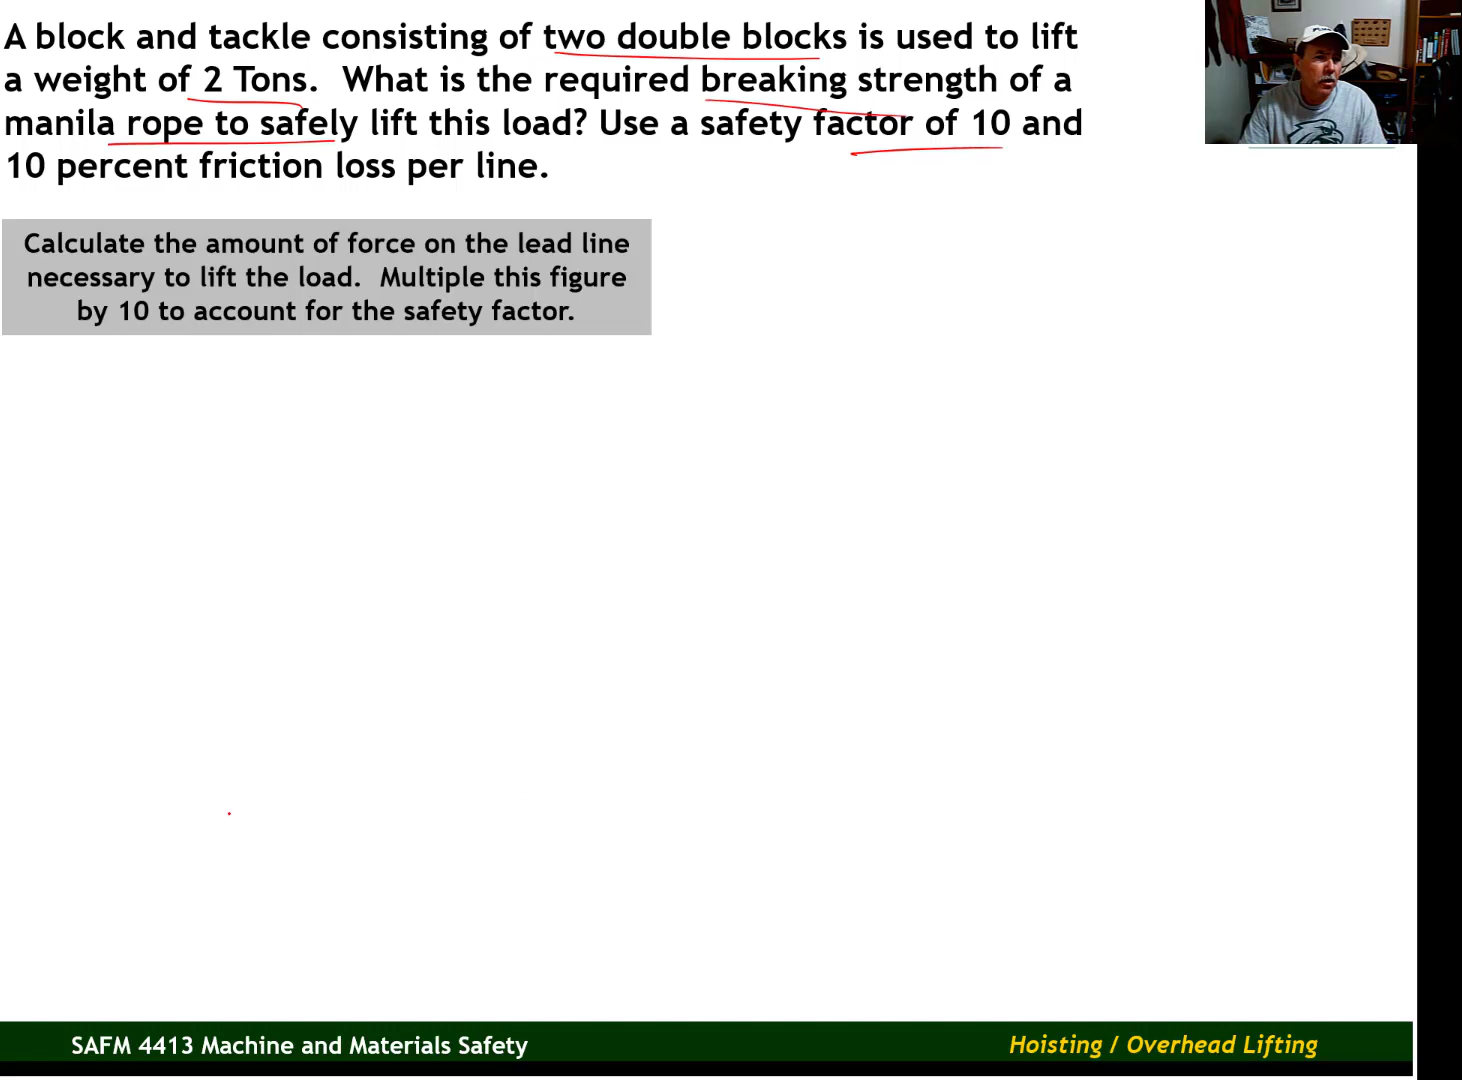 A block and tackle consisting of two double blocks is used to lift
a weight of 2 Tons. What is the required breaking strength of a
manila rope to safely lift this load? Use a safety factor of 10 and
10 percent friction loss per line.
Calculate the amount of force on the lead line
necessary to lift the load. Multiple this figure
by 10 to account for the safety factor.
SAFM 4413 Machine and Materials Safety
Hoisting / Overhead Lifting